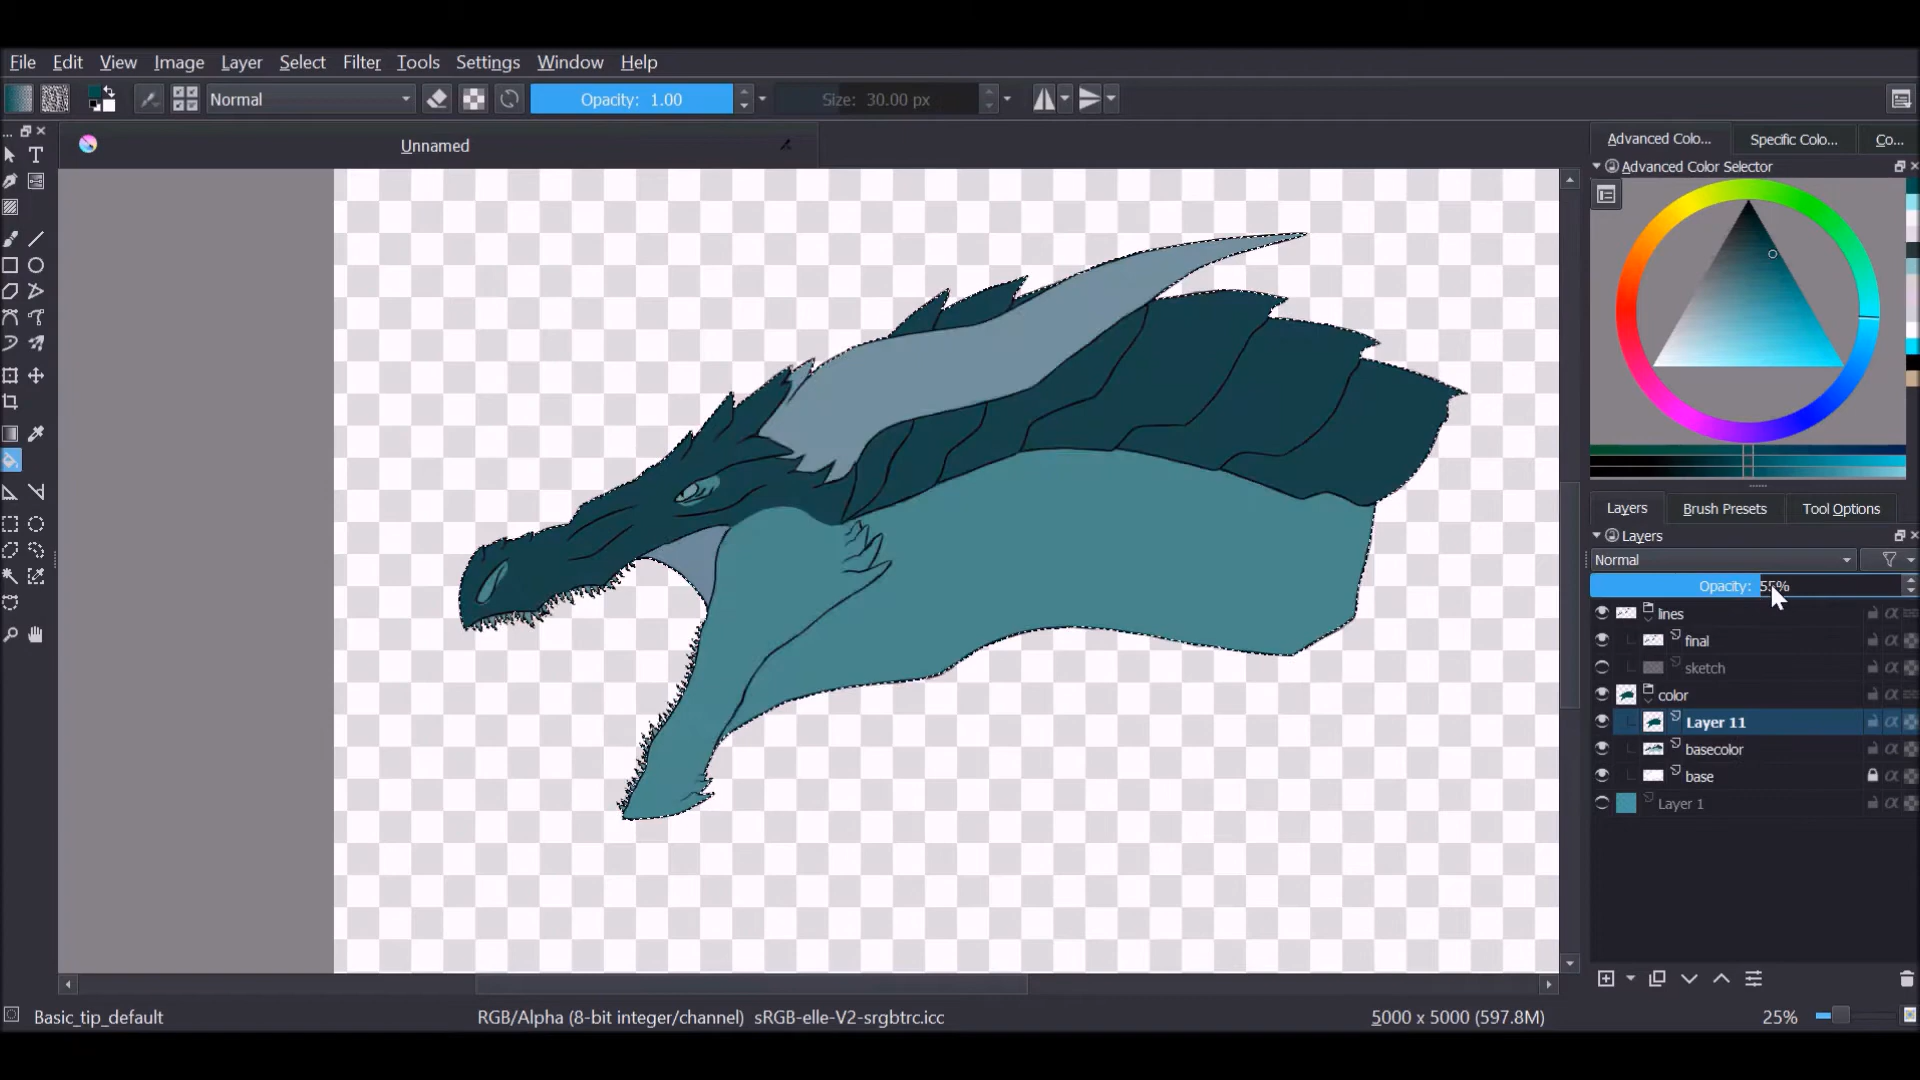 File Edit View Image Layer Select Filter Tools Settings Window Help
Normal Opacity: 1.00 Size: 30.00 px
Unnamed
Advanced Colo... Specific Colo... Co...
Advanced Color Selector
Layers Brush Presets Tool Options
Layers
Normal
Opacity: 55%
lines
final
sketch
color
Layer 11
basecolor
base
Layer 1
Basic_tip_default RGB/Alpha (8-bit integer/channel) sRGB-elle-V2-srgbtrc.icc 5000 x 5000 (597.8M) 25%